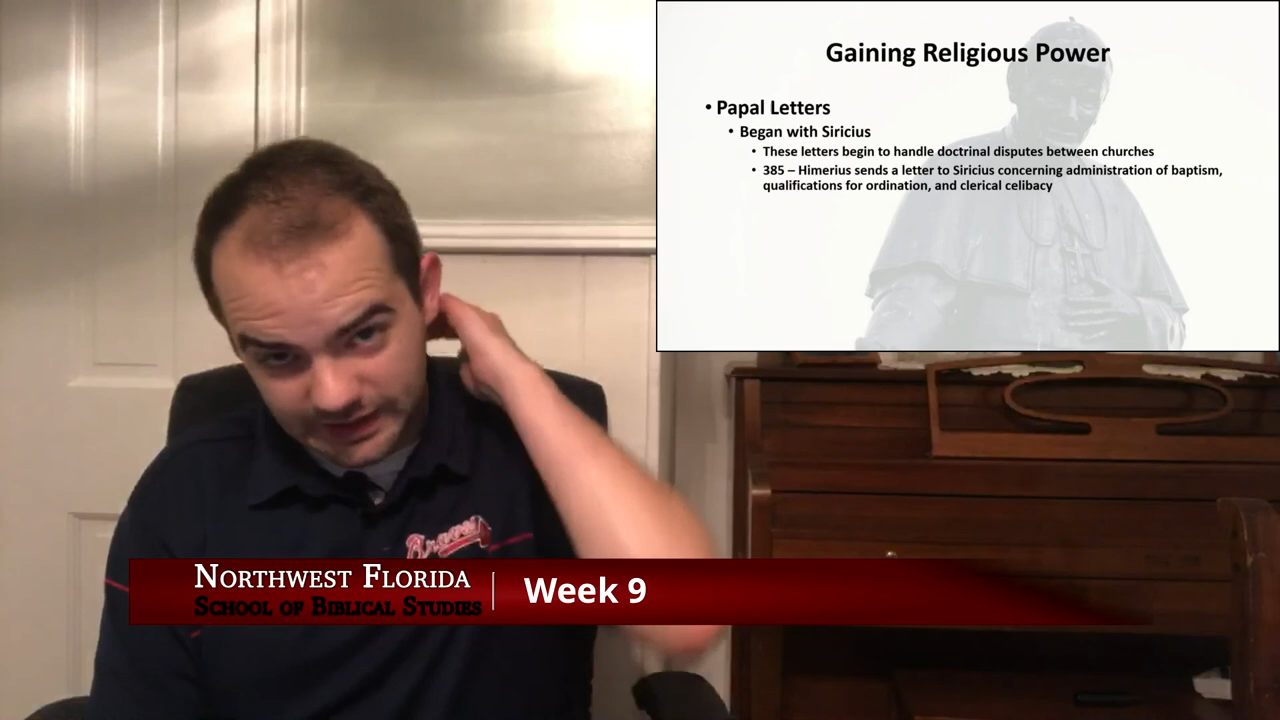 Gaining Religious Power
• Papal Letters
• Began with Siricius
• These letters begin to handle doctrinal disputes between churches
• 385 – Himerius sends a letter to Siricius concerning administration of baptism,
qualifications for ordination, and clerical celibacy
Braves
Northwest Florida
School of Biblical Studies
Week 9